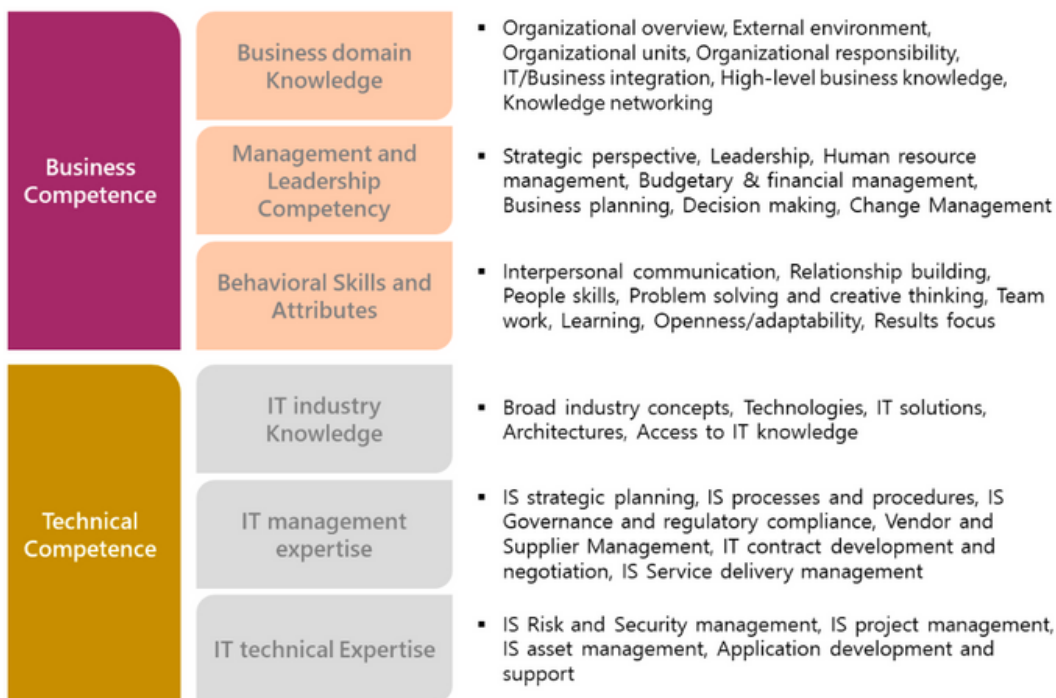 Business
Competence
Business domain
Knowledge
▪ Organizational overview, External environment,
Organizational units, Organizational responsibility,
IT/Business integration, High-level business knowledge,
Knowledge networking
Management and
Leadership
Competency
▪ Strategic perspective, Leadership, Human resource
management, Budgetary & financial management,
Business planning, Decision making, Change Management
Behavioral Skills and
Attributes
▪ Interpersonal communication, Relationship building,
People skills, Problem solving and creative thinking, Team
work, Learning, Openness/adaptability, Results focus
Technical
Competence
IT industry
Knowledge
▪ Broad industry concepts, Technologies, IT solutions,
Architectures, Access to IT knowledge
IT management
expertise
▪ IS strategic planning, IS processes and procedures, IS
Governance and regulatory compliance, Vendor and
Supplier Management, IT contract development and
negotiation, IS Service delivery management
IT technical Expertise
▪ IS Risk and Security management, IS project management,
IS asset management, Application development and
support